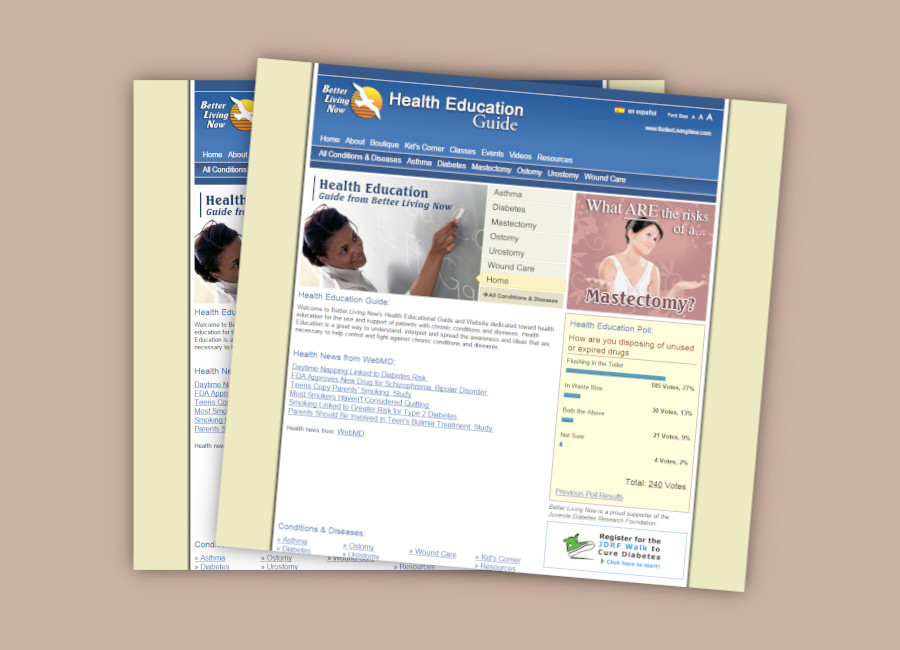 Better
Living
Now
Health Education
Guide
en español
Font Size A A A
www.BetterLivingNow.com
Home About Boutique Kid's Corner Classes Events Videos Resources
All Conditions & Diseases Asthma Diabetes Mastectomy Ostomy Urostomy Wound Care
Health Education
Guide from Better Living Now
Asthma
Diabetes
Mastectomy
Ostomy
Urostomy
Wound Care
Home
All Conditions & Diseases
What ARE the risks
of a...
Mastectomy?
Health Education Guide:
Welcome to Better Living Now's Health Educational Guide and Website dedicated toward health
education for the use and support of patients with chronic conditions and diseases. Health
Education is a great way to understand, interpret and spread the awareness and ideas that are
necessary to help control and fight against chronic conditions and diseases.
Health News from WebMD:
Daytime Napping Linked to Diabetes Risk
FDA Approves New Drug for Schizophrenia, Bipolar Disorder
Teens Copy Parents' Smoking, Study
Most Smokers Haven't Considered Quitting
Smoking Linked to Greater Risk for Type 2 Diabetes
Parents Should Be Involved in Teen's Bulimia Treatment, Study
Health news from WebMD
Health Education Poll:
How are you disposing of unused
or expired drugs
Flushing in the Toilet
185 Votes, 77%
In Waste Bins
30 Votes, 13%
Both the Above
21 Votes, 9%
Not Sure
4 Votes, 2%
Total: 240 Votes
Previous Poll Results
Better Living Now is a proud supporter of the
Juvenile Diabetes Research Foundation.
Register for the
JDRF Walk to
Cure Diabetes
Click here to start!
Conditions & Diseases:
» Asthma
» Ostomy
» Wound Care
» Kid's Corner
» Diabetes
» Urostomy
» Resources
Better
Living
Now
Home About
All Conditions
Health
Guide fr
Health Edu
Welcome to B
education for t
Education is a
necessary to h
Health News
Daytime N
FDA Appro
Teens Co
Most Smo
Smoking
Parents S
Health new
Condi
» Asthma
» Ostomy
» Diabetes
» Urostomy
» Resources